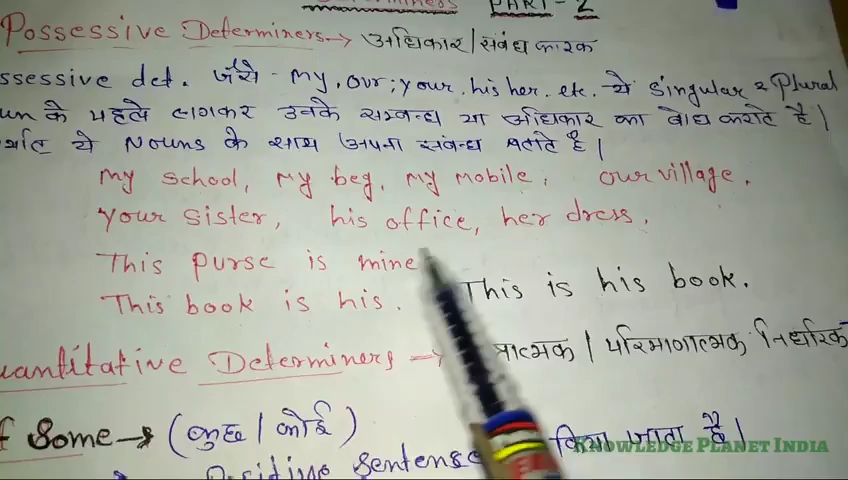 PART-2
Possessive Determiners → अधिकार/संबंध कारक
ssessive det. जैसे - my, our, your, his her. etc. ये singular & Plural
un के पहले लगकर उनके सम्बन्ध या अधिकार का बोध कराते है।
र्थात ये Nouns के साथ अपना संबन्ध बताते है।
my school, my beg, my mobile, our village.
your sister, his office, her dress.
This purse is mine
This book is his. This is his book.
uantitative Determiners → त्रात्मक / परिमाणात्मक निर्धारक
f Some → (कुछ / कोई)
sentence किया जाता है।
KNOWLEDGE PLANET INDIA